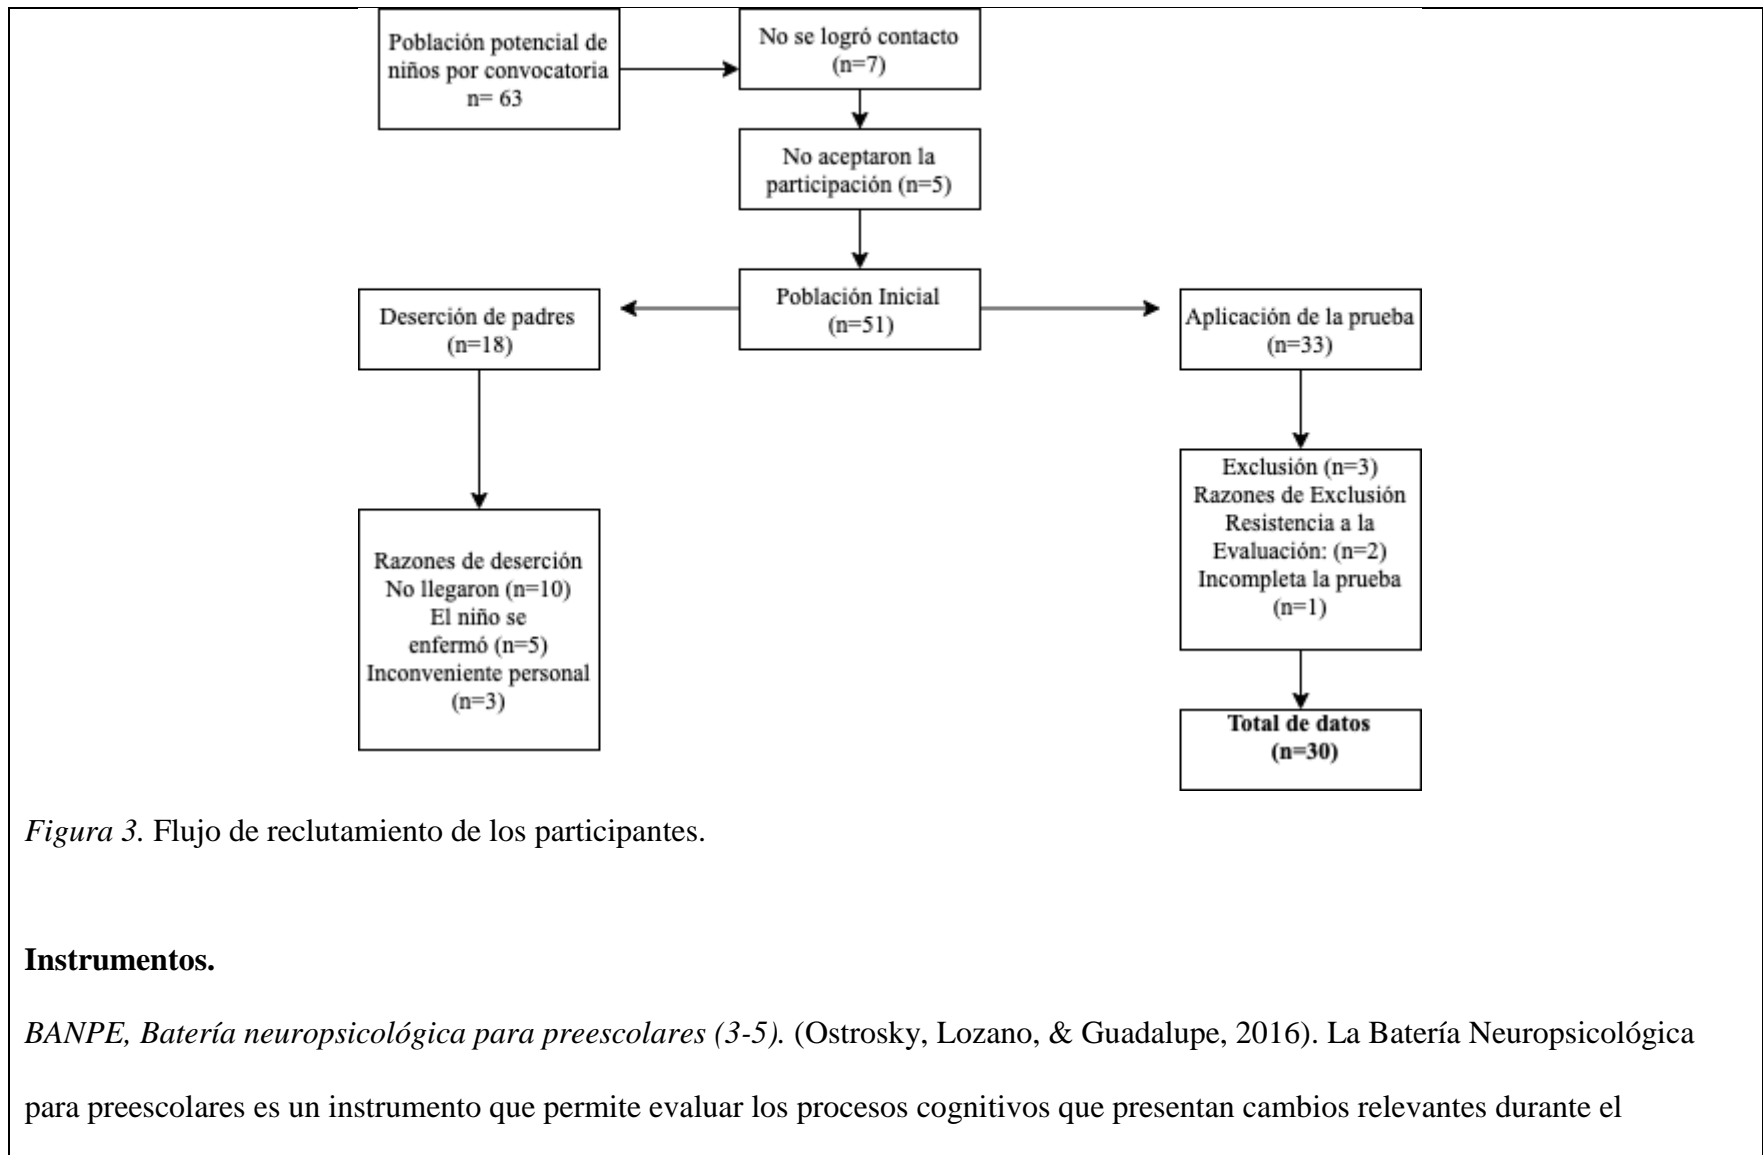 Población potencial de
niños por convocatoria
n= 63
No se logró contacto
(n=7)
No aceptaron la
participación (n=5)
Población Inicial
(n=51)
Deserción de padres
(n=18)
Aplicación de la prueba
(n=33)
Razones de deserción
No llegaron (n=10)
El niño se
enfermó (n=5)
Inconveniente personal
(n=3)
Exclusión (n=3)
Razones de Exclusión
Resistencia a la
Evaluación: (n=2)
Incompleta la prueba
(n=1)
Total de datos
(n=30)
Figura 3. Flujo de reclutamiento de los participantes.
Instrumentos.
BANPE, Batería neuropsicológica para preescolares (3-5). (Ostrosky, Lozano, & Guadalupe, 2016). La Batería Neuropsicológica
para preescolares es un instrumento que permite evaluar los procesos cognitivos que presentan cambios relevantes durante el